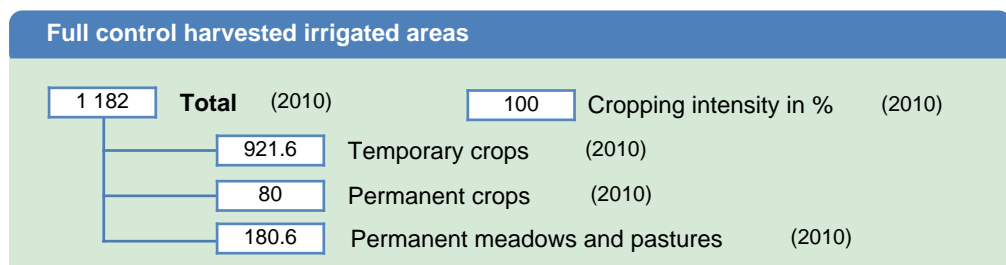 Full control harvested irrigated areas
1 182 Total (2010) 100 Cropping intensity in % (2010)
921.6 Temporary crops (2010)
80 Permanent crops (2010)
180.6 Permanent meadows and pastures (2010)